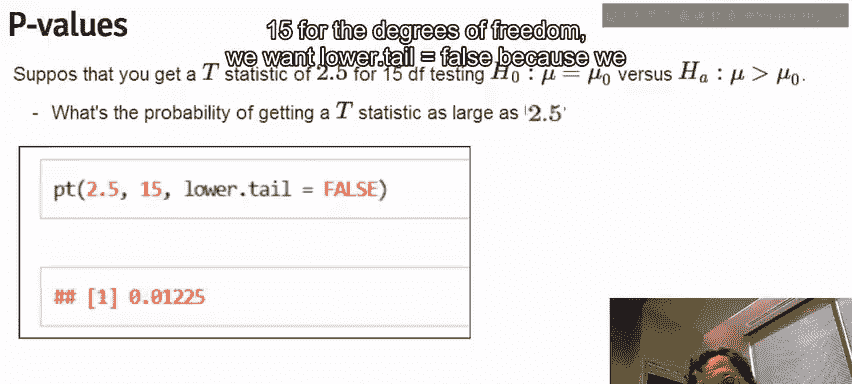 P-values
15 for the degrees of freedom,
we want lower.tail = false because we
Suppos that you get a T statistic of 2.5 for 15 df testing H₀ : μ = μ₀ versus Hₐ : μ > μ₀.
- What's the probability of getting a T statistic as large as 2.5
pt(2.5, 15, lower.tail = FALSE)
## [1] 0.01225